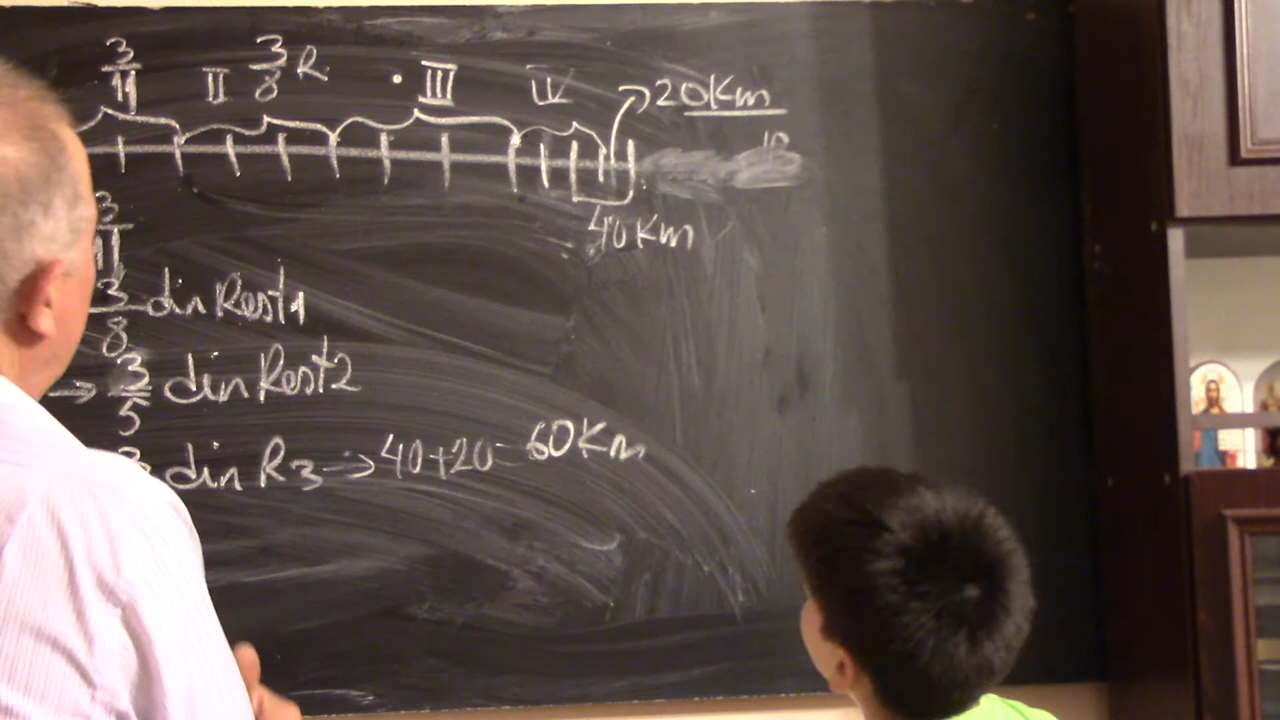 3/11 II 3/8 R . III IV 20Km
10
40Km
3/11
3/8 din Rest1
→ 3/5 din Rest2
din R3 → 40+20= 60Km